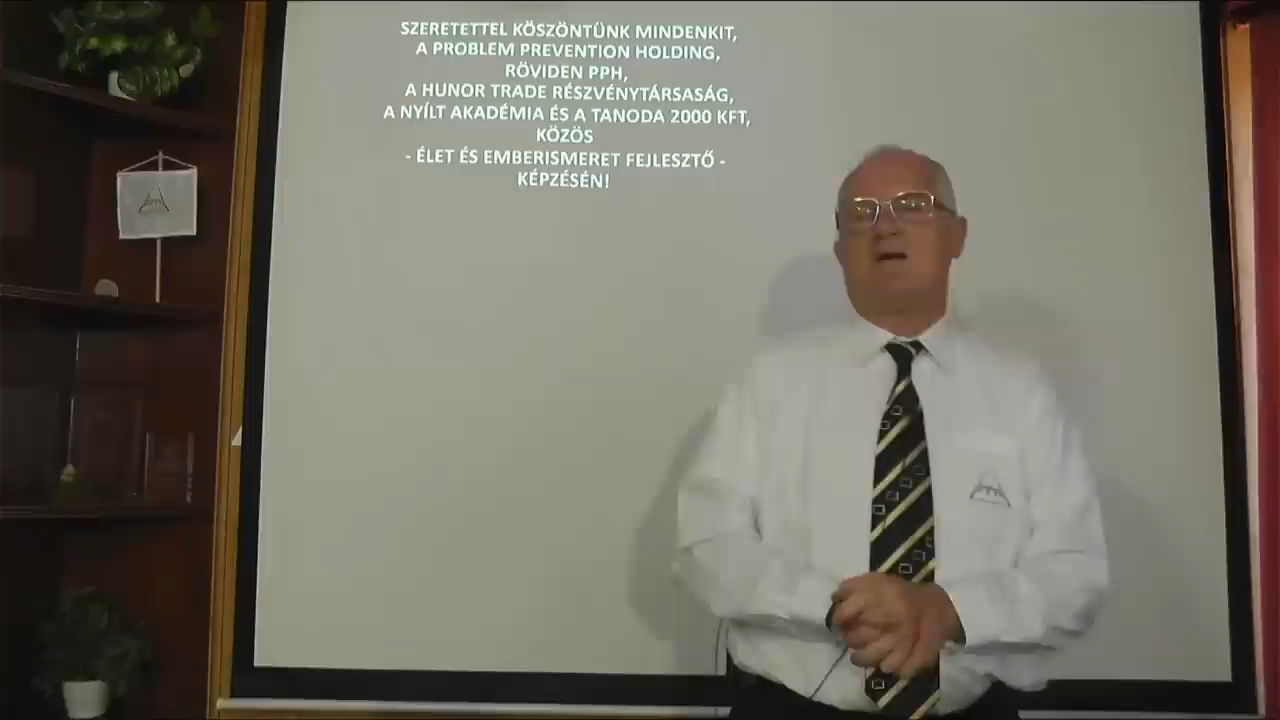 SZERETETTEL KÖSZÖNTÜNK MINDENKIT,
A PROBLEM PREVENTION HOLDING,
RÖVIDEN PPH,
A HUNOR TRADE RÉSZVÉNYTÁRSASÁG,
A NYÍLT AKADÉMIA ÉS A TANODA 2000 KFT,
KÖZÖS
- ÉLET ÉS EMBERISMERET FEJLESZTŐ -
KÉPZÉSÉN!